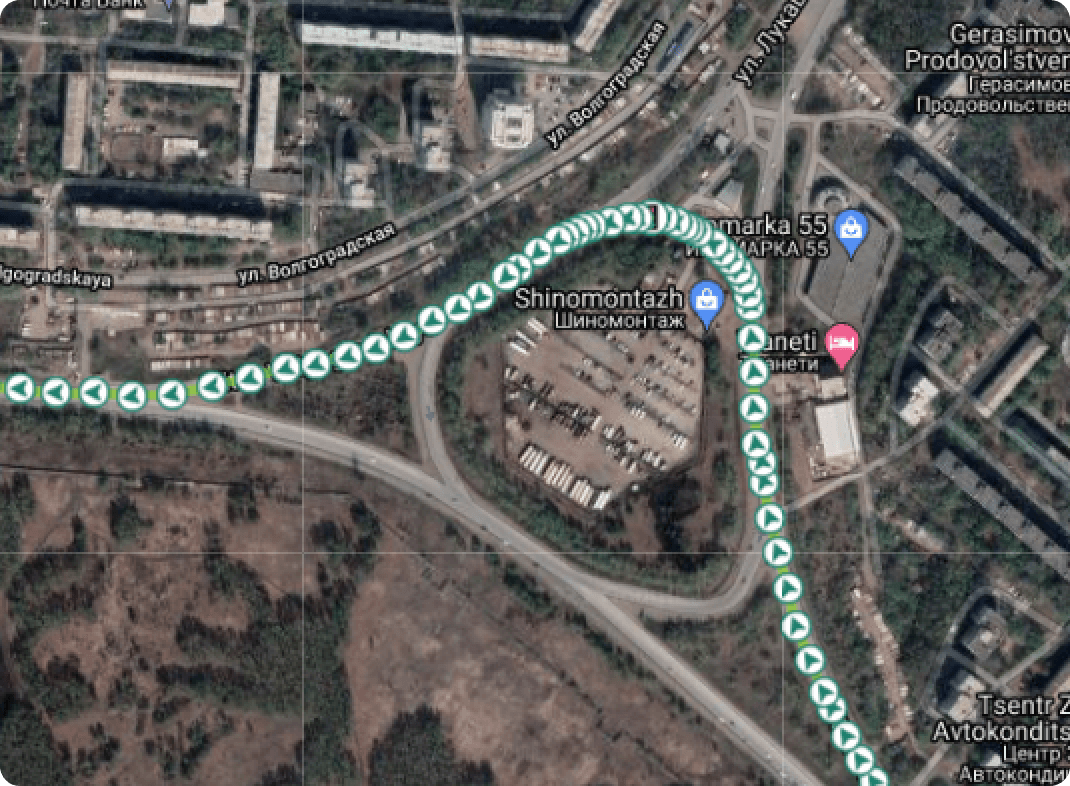 Почта Банк
ул. Лукаш
Gerasimov
Prodovol'stven
Герасимов
Продовольствен
ул. Волгоградская
ул. Волгоградская
lgogradskaya
marka 55
МАРКА 55
Shinomontazh
Шиномонтаж
aneti
анети
Tsentr Z
Avtokondits
Центр З
Автокондиц